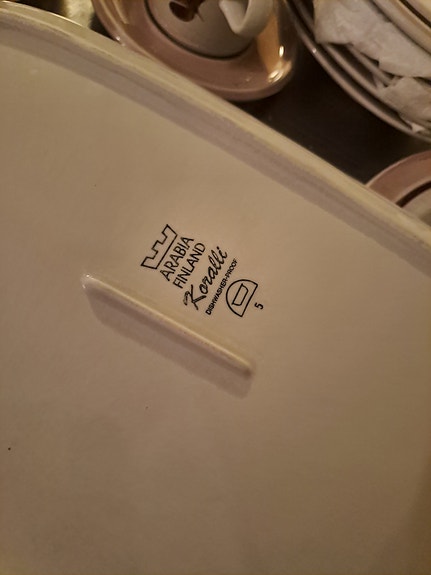 ARABIA
FINLAND
Koralli
DISHWASHER-PROOF
5